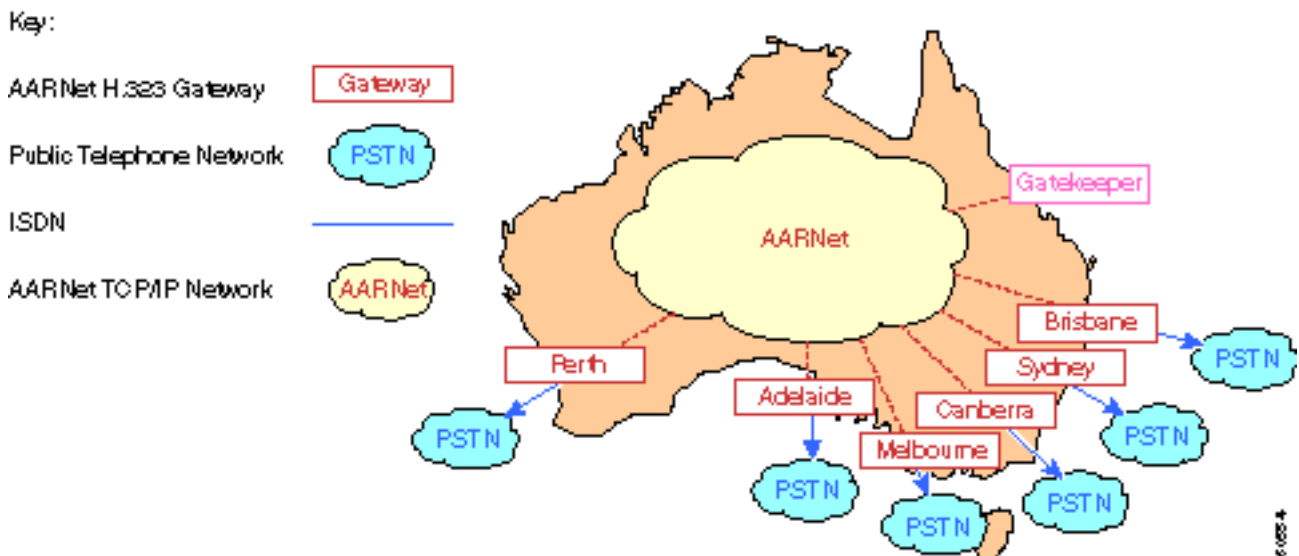 Key:
AARNet H.323 Gateway
Gateway
Public Telephone Network
PSTN
ISDN
AARNet TCP/IP Network
AARNet
AARNet
Gatekeeper
Brisbane
PSTN
Sydney
PSTN
Perth
PSTN
Adelaide
PSTN
Canberra
PSTN
Melbourne
PSTN